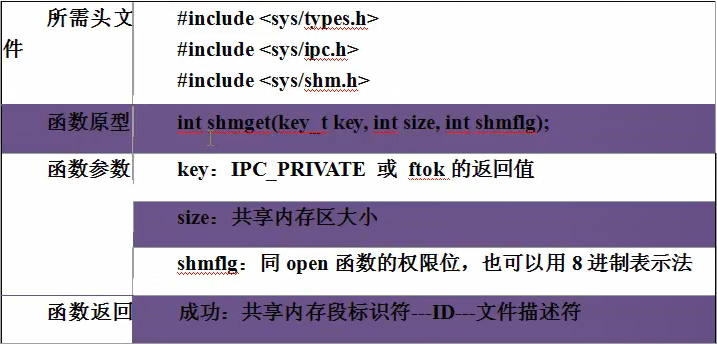 所需头文件
#include <sys/types.h>
#include <sys/ipc.h>
#include <sys/shm.h>
函数原型
int shmget(key_t key, int size, int shmflg);
函数参数
key：IPC_PRIVATE 或 ftok 的返回值
size：共享内存区大小
shmflg：同 open 函数的权限位，也可以用 8 进制表示法
函数返回
成功：共享内存段标识符---ID---文件描述符